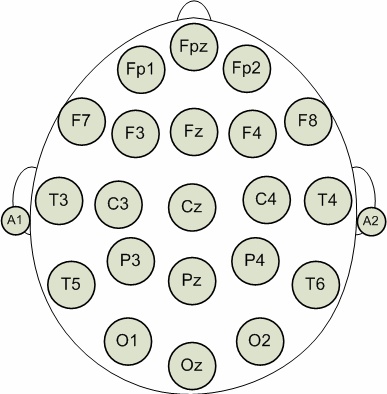 Fpz
Fp1 Fp2
F7 F3 Fz F4 F8
T3 C3 Cz C4 T4
A1 A2
P3 Pz P4
T5 T6
O1 Oz O2